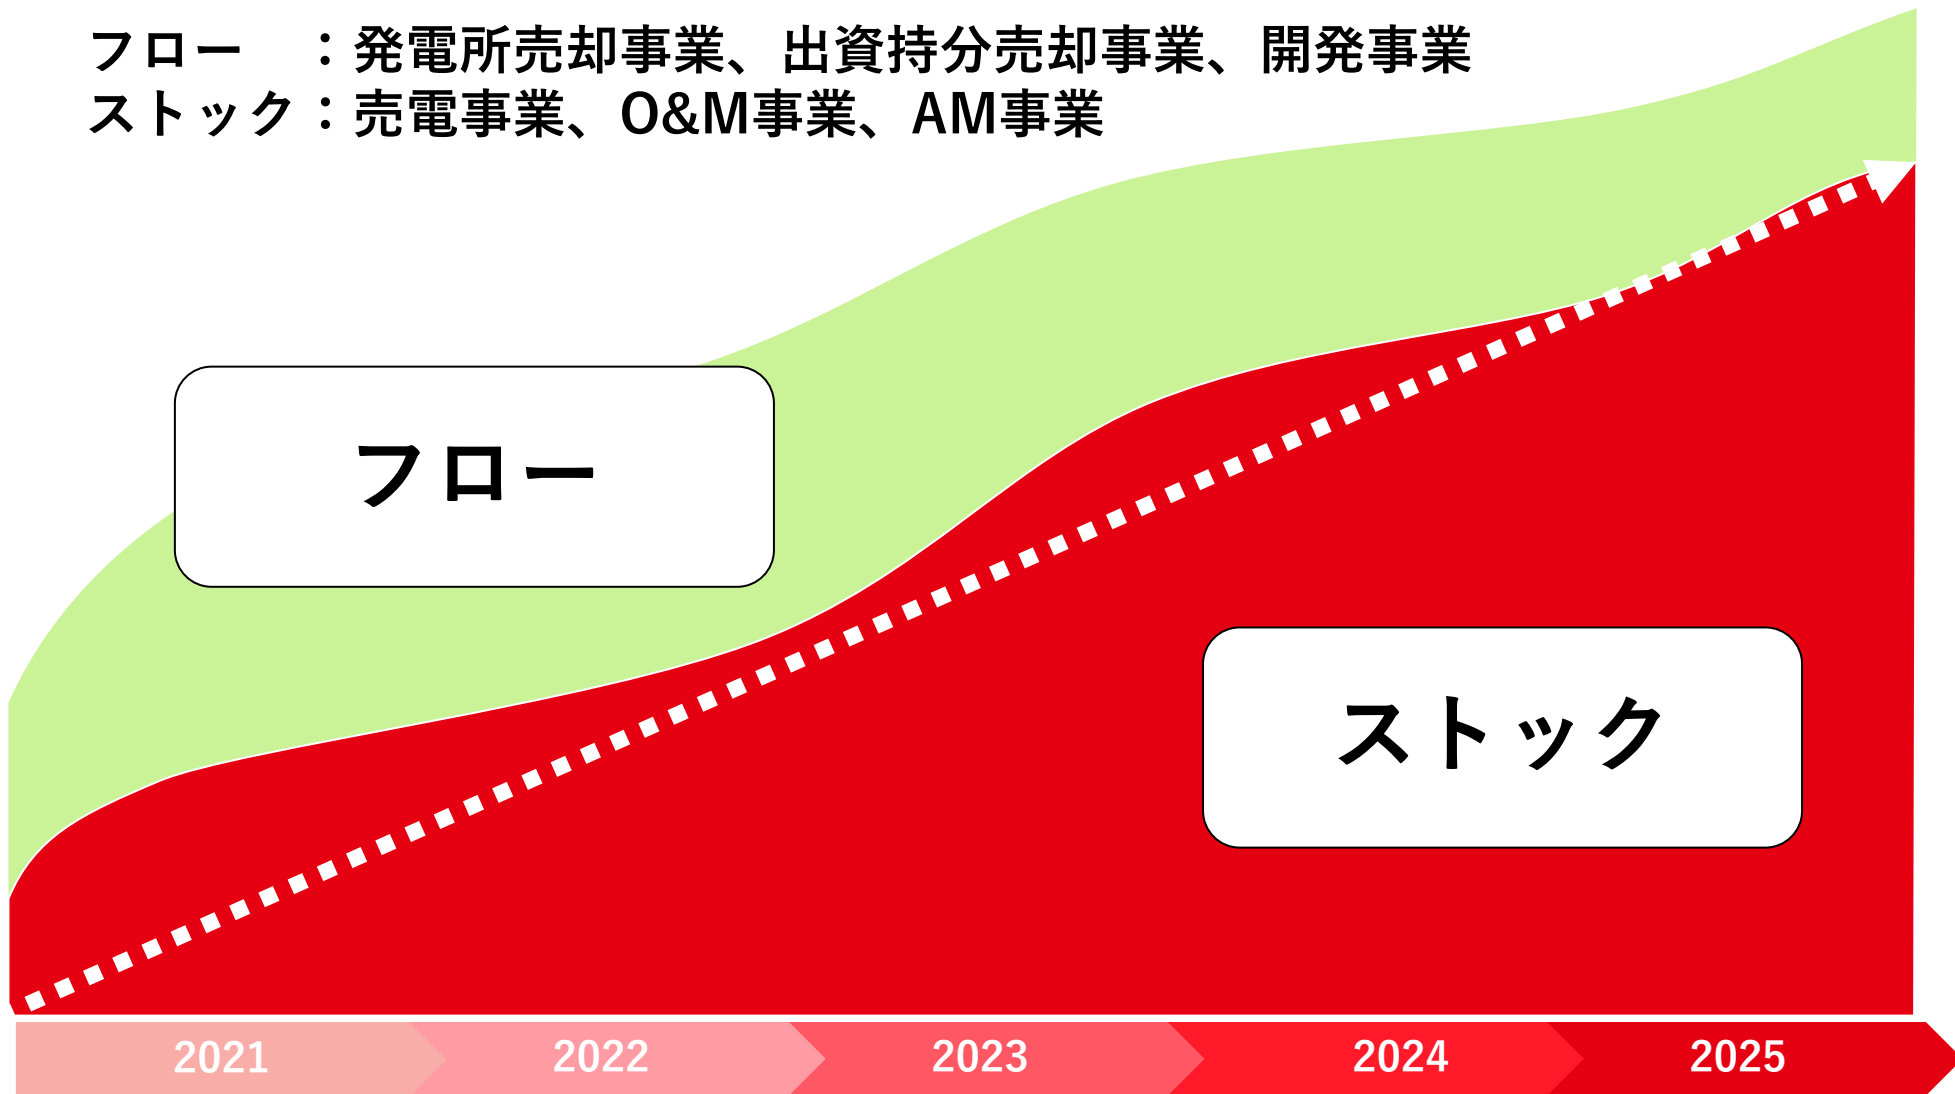 フロー　：発電所売却事業、出資持分売却事業、開発事業
ストック：売電事業、O&M事業、AM事業
フロー
ストック
2021 2022 2023 2024 2025